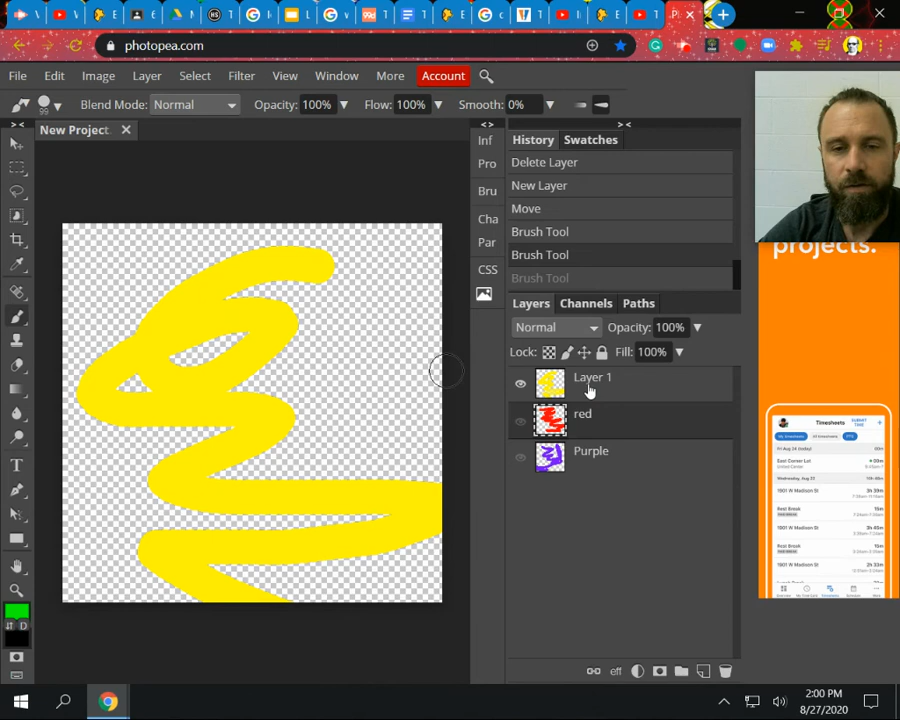 photopea.com
File Edit Image Layer Select Filter View Window More Account
99 Blend Mode: Normal Opacity: 100% Flow: 100% Smooth: 0%
New Project
Inf
Pro
Bru
Cha
Par
CSS
History Swatches
Delete Layer
New Layer
Move
Brush Tool
Brush Tool
Brush Tool
Layers Channels Paths
Normal Opacity: 100%
Lock: Fill: 100%
Layer 1
red
Purple
eff
D
projects.
Timesheets
2:00 PM
8/27/2020